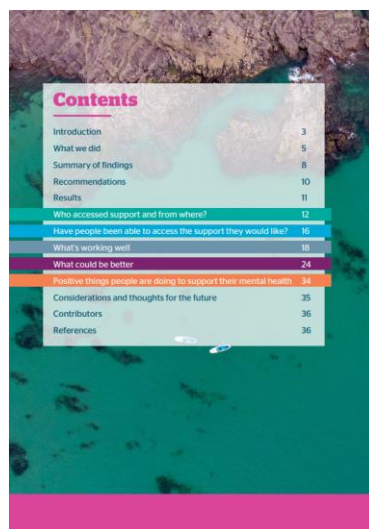 Contents
Introduction 3
What we did 5
Summary of findings 8
Recommendations 10
Results 11
Who accessed support and from where? 12
Have people been able to access the support they would like? 16
What's working well 18
What could be better 24
Positive things people are doing to support their mental health 34
Considerations and thoughts for the future 35
Contributors 36
References 36